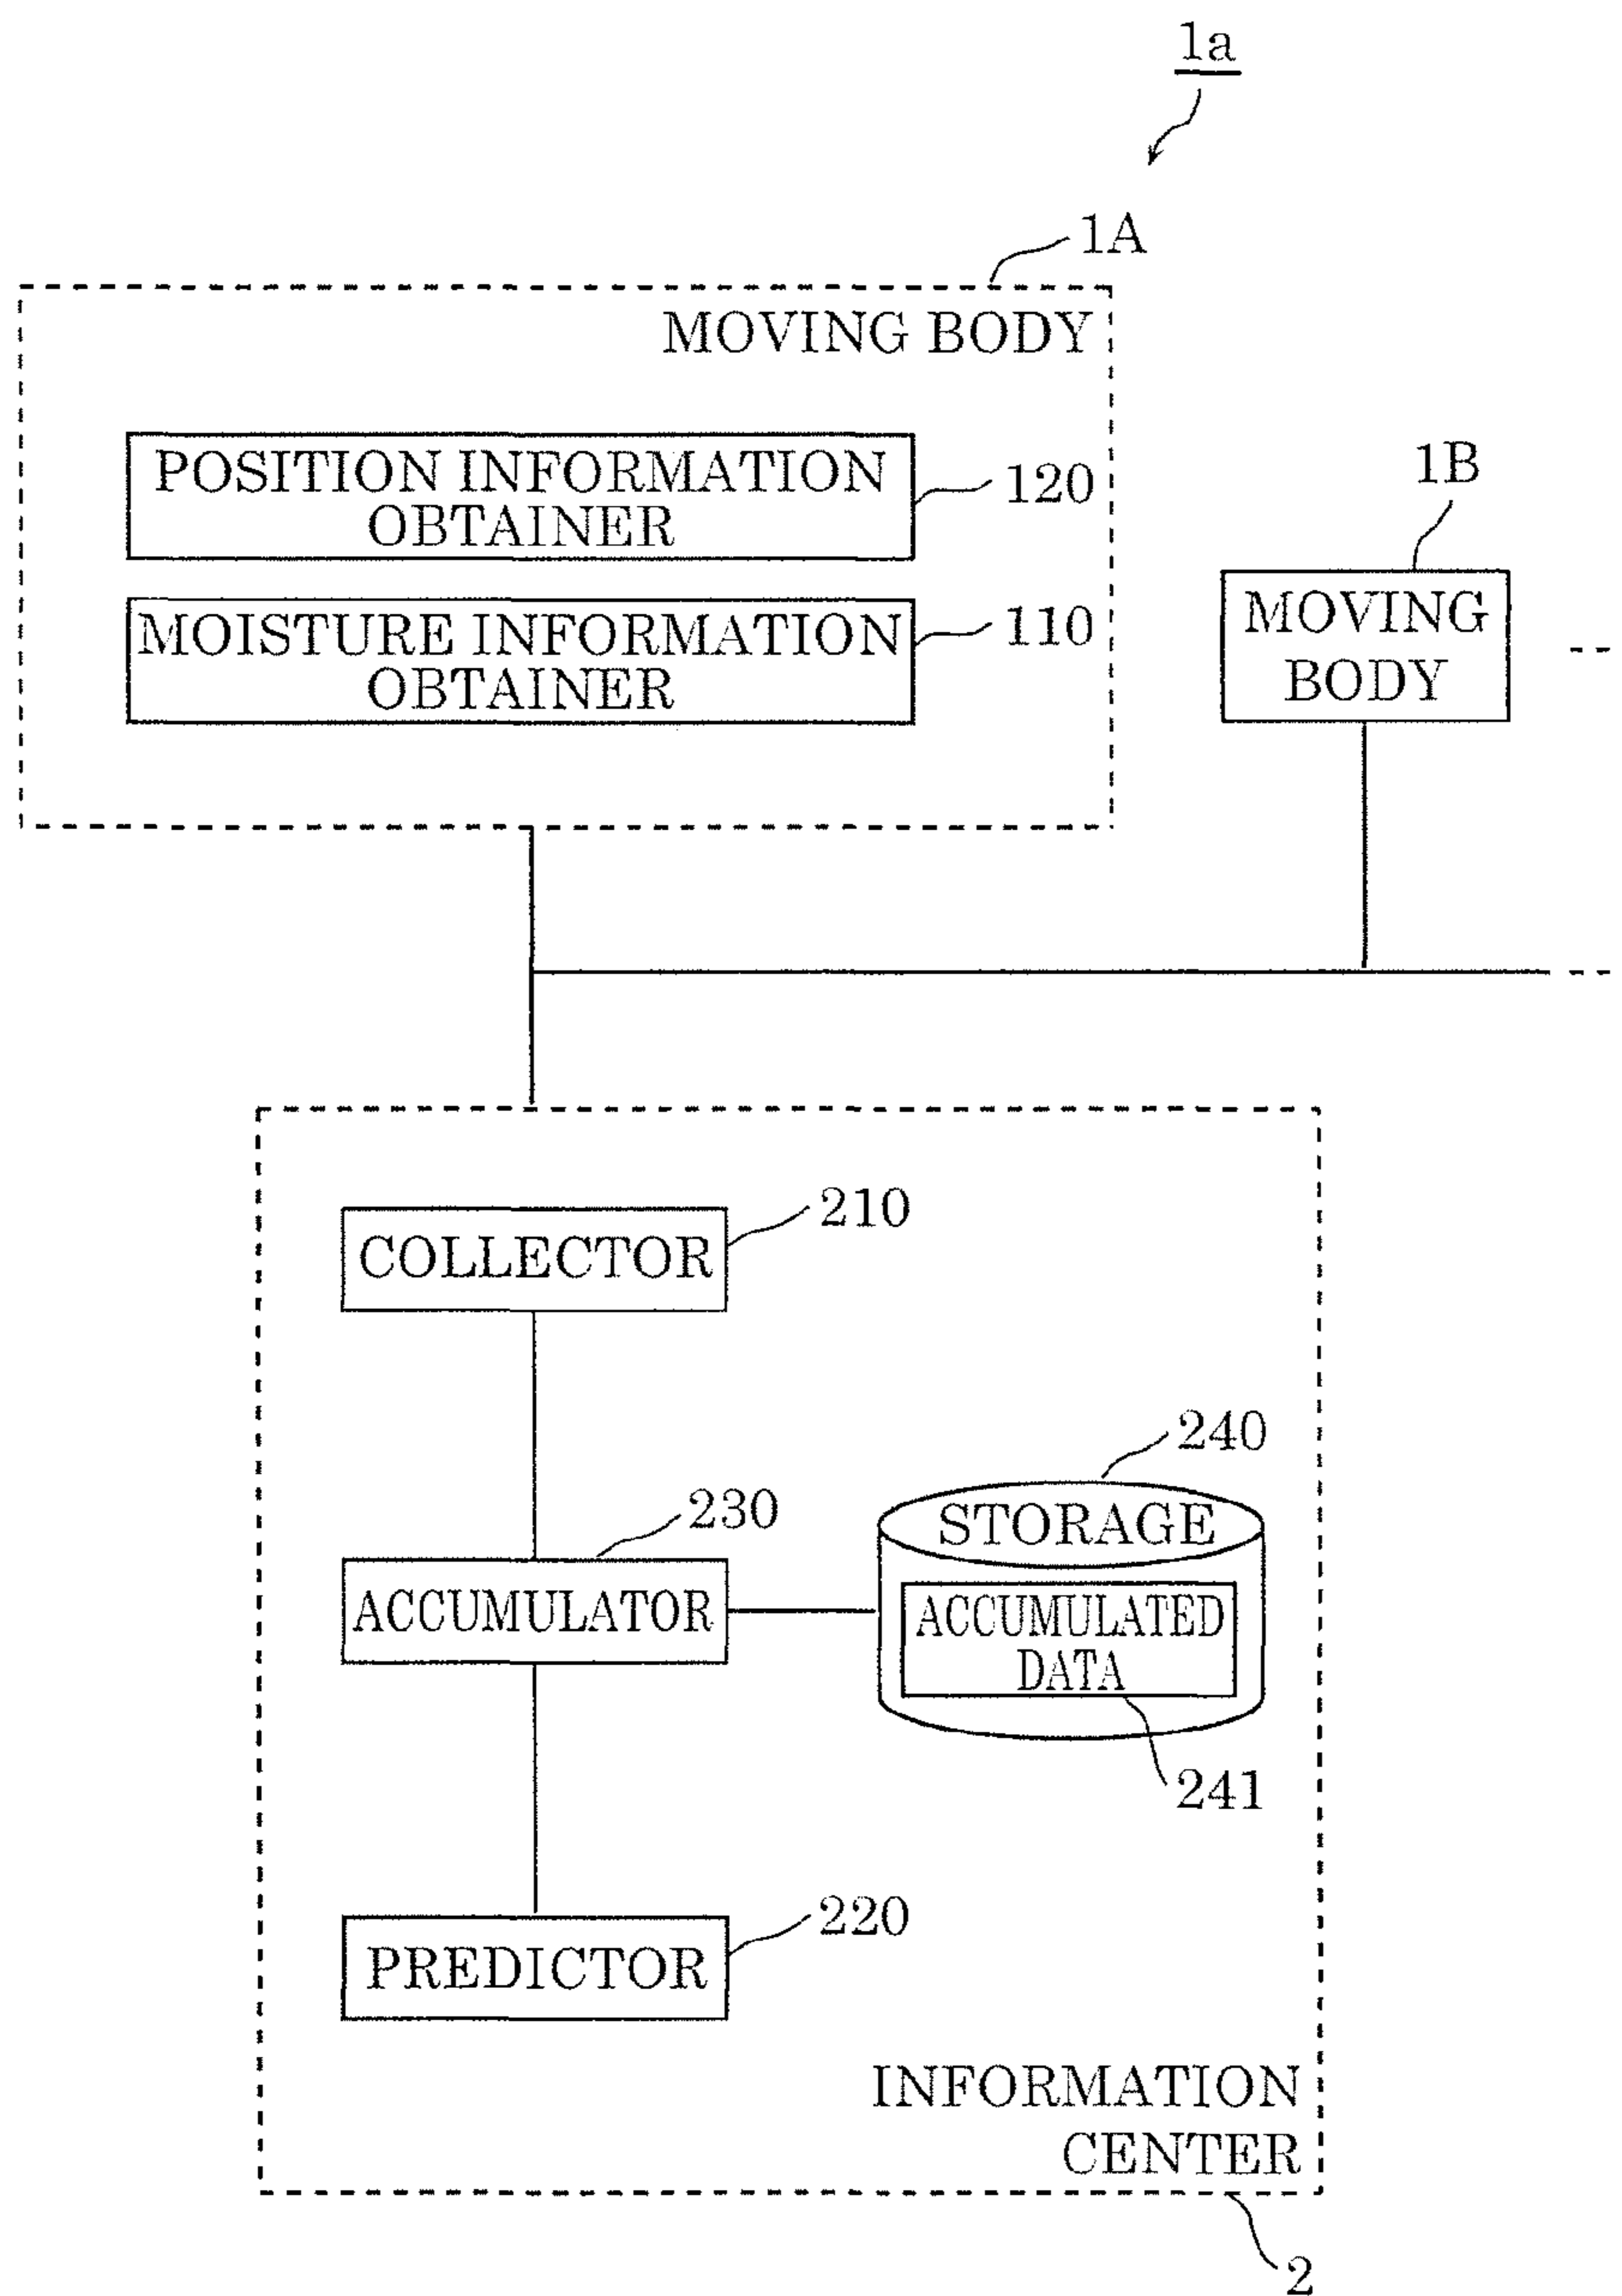 1a
1A
MOVING BODY
POSITION INFORMATION
OBTAINER
120
MOISTURE INFORMATION
OBTAINER
110
1B
MOVING
BODY
COLLECTOR
210
ACCUMULATOR
230
240
STORAGE
ACCUMULATED
DATA
241
PREDICTOR
220
INFORMATION
CENTER
2